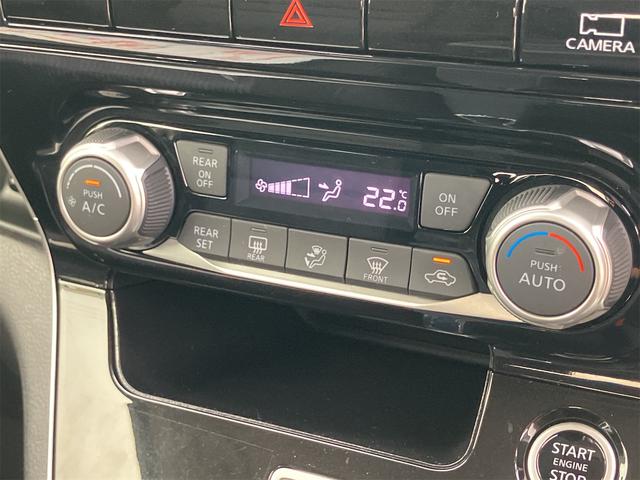 CAMERA
REAR
ON
OFF
22.0
°C
ON
OFF
PUSH
A/C
REAR
SET
REAR
FRONT
PUSH
AUTO
START
ENGINE
STOP